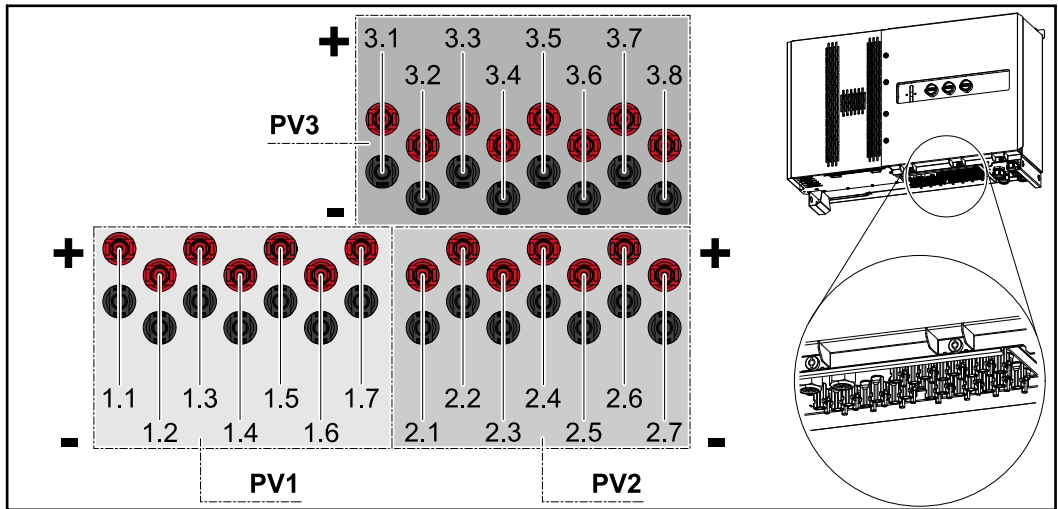 + 3.1 3.3 3.5 3.7
3.2 3.4 3.6 3.8
PV3
-
+ +
1.1 1.3 1.5 1.7 2.2 2.4 2.6
- 1.2 1.4 1.6 2.1 2.3 2.5 2.7 -
PV1 PV2